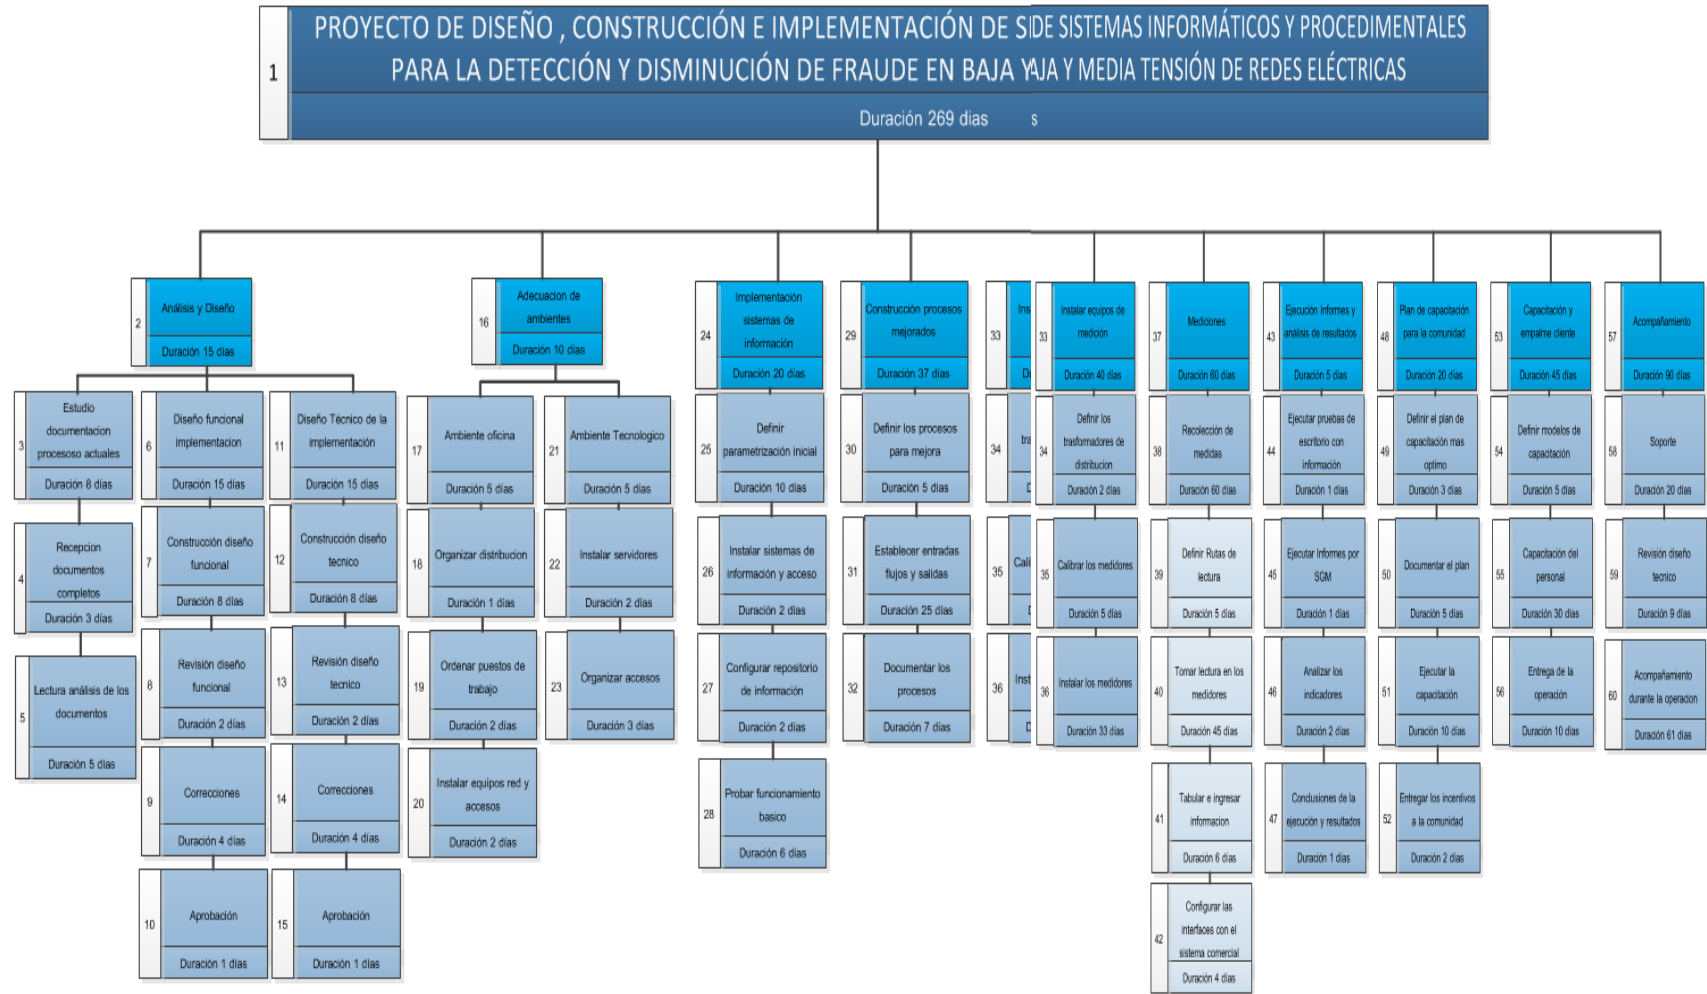 1
PROYECTO DE DISEÑO , CONSTRUCCIÓN E IMPLEMENTACIÓN DE SIDE SISTEMAS INFORMÁTICOS Y PROCEDIMENTALES
PARA LA DETECCIÓN Y DISMINUCIÓN DE FRAUDE EN BAJA YAJA Y MEDIA TENSIÓN DE REDES ELÉCTRICAS
Duración 269 dias s
2
Análisis y Diseño
Duración 15 dias
3
Estudio
documentacion
procesoso actuales
Duración 8 días
4
Recepcion
documentos
completos
Duración 3 días
5
Lectura análisis de los
documentos
Duración 5 días
6
Diseño funcional
implementacion
Duración 15 días
7
Construcción diseño
funcional
Duración 8 días
8
Revisión diseño
funcional
Duración 2 días
9
Correcciones
Duración 4 días
10
Aprobación
Duración 1 días
11
Diseño Técnico de la
implementación
Duración 15 días
12
Construcción diseño
tecnico
Duración 8 días
13
Revisión diseño
tecnico
Duración 2 días
14
Correcciones
Duración 4 días
15
Aprobación
Duración 1 días
16
Adecuacion de
ambientes
Duración 10 dias
17
Ambiente oficina
Duración 5 días
18
Organizar distribucion
Duración 1 días
19
Ordenar puestos de
trabajo
Duración 2 días
20
Instalar equipos red y
accesos
Duración 2 días
21
Ambiente Tecnologico
Duración 5 días
22
Instalar servidores
Duración 2 días
23
Organizar accesos
Duración 3 días
24
Implementación
sistemas de
información
Duración 20 días
25
Definir
parametrización inicial
Duración 10 días
26
Instalar sistemas de
información y acceso
Duración 2 días
27
Configurar repositorio
de información
Duración 2 días
28
Probar funcionamiento
basico
Duración 6 días
29
Construcción procesos
mejorados
Duración 37 días
30
Definir los procesos
para mejora
Duración 5 días
31
Establecer entradas
flujos y salidas
Duración 25 días
32
Documentar los
procesos
Duración 7 días
33
Ins
D
34
tra
D
35
Cali
D
36
Inst
D
33
Instalar equipos de
medición
Duración 40 días
34
Definir los
trasformadores de
distribucion
Duración 2 días
35
Calibrar los medidores
Duración 5 días
36
Instalar los medidores
Duración 33 días
37
Mediciones
Duración 60 días
38
Recolección de
medidas
Duración 60 días
39
Definir Rutas de
lectura
Duración 5 días
40
Tomar lectura en los
medidores
Duración 45 días
41
Tabular e ingresar
informacion
Duración 6 días
42
Configurar las
interfaces con el
sistema comercial
Duración 4 días
43
Ejecución Informes y
análisis de resultados
Duración 5 días
44
Ejecutar pruebas de
escritorio con
información
Duración 1 días
45
Ejecutar Informes por
SGM
Duración 1 días
46
Analizar los
indicadores
Duración 2 días
47
Conclusiones de la
ejecución y resultados
Duración 1 días
48
Plan de capacitación
para la comunidad
Duración 20 días
49
Definir el plan de
capacitación mas
optimo
Duración 3 días
50
Documentar el plan
Duración 5 días
51
Ejecutar la
capacitación
Duración 10 días
52
Entregar los incentivos
a la comunidad
Duración 2 días
53
Capacitación y
empalme cliente
Duración 45 días
54
Definir modelos de
capacitación
Duración 5 días
55
Capacitación del
personal
Duración 30 días
56
Entrega de la
operación
Duración 10 días
57
Acompañamiento
Duración 90 días
58
Soporte
Duración 20 días
59
Revisión diseño
tecnico
Duración 9 días
60
Acompañamiento
durante la operacion
Duración 61 días